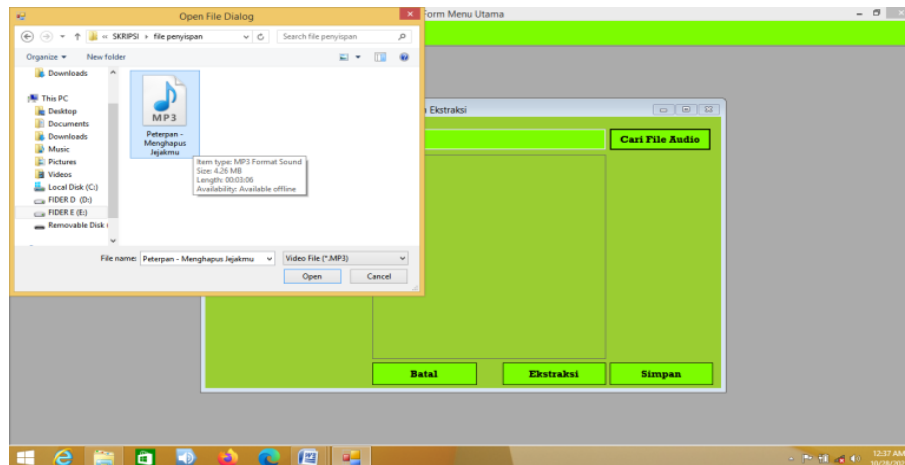 Open File Dialog
Form Menu Utama
« SKRIPSI › file penyispan
Search file penyispan
Organize
New folder
Downloads
This PC
Desktop
Documents
Downloads
Music
Pictures
Videos
Local Disk (C:)
FIDER D (D:)
FIDER E (E:)
Removable Disk
MP3
Peterpan -
Menghapus
Jejakmu
Item type: MP3 Format Sound
Size: 4.26 MB
Length: 00:03:06
Availability: Available offline
File name: Peterpan - Menghapus Jejakmu
Video File (*.MP3)
Open
Cancel
Ekstraksi
Cari File Audio
Batal
Ekstraksi
Simpan
12:37 AM